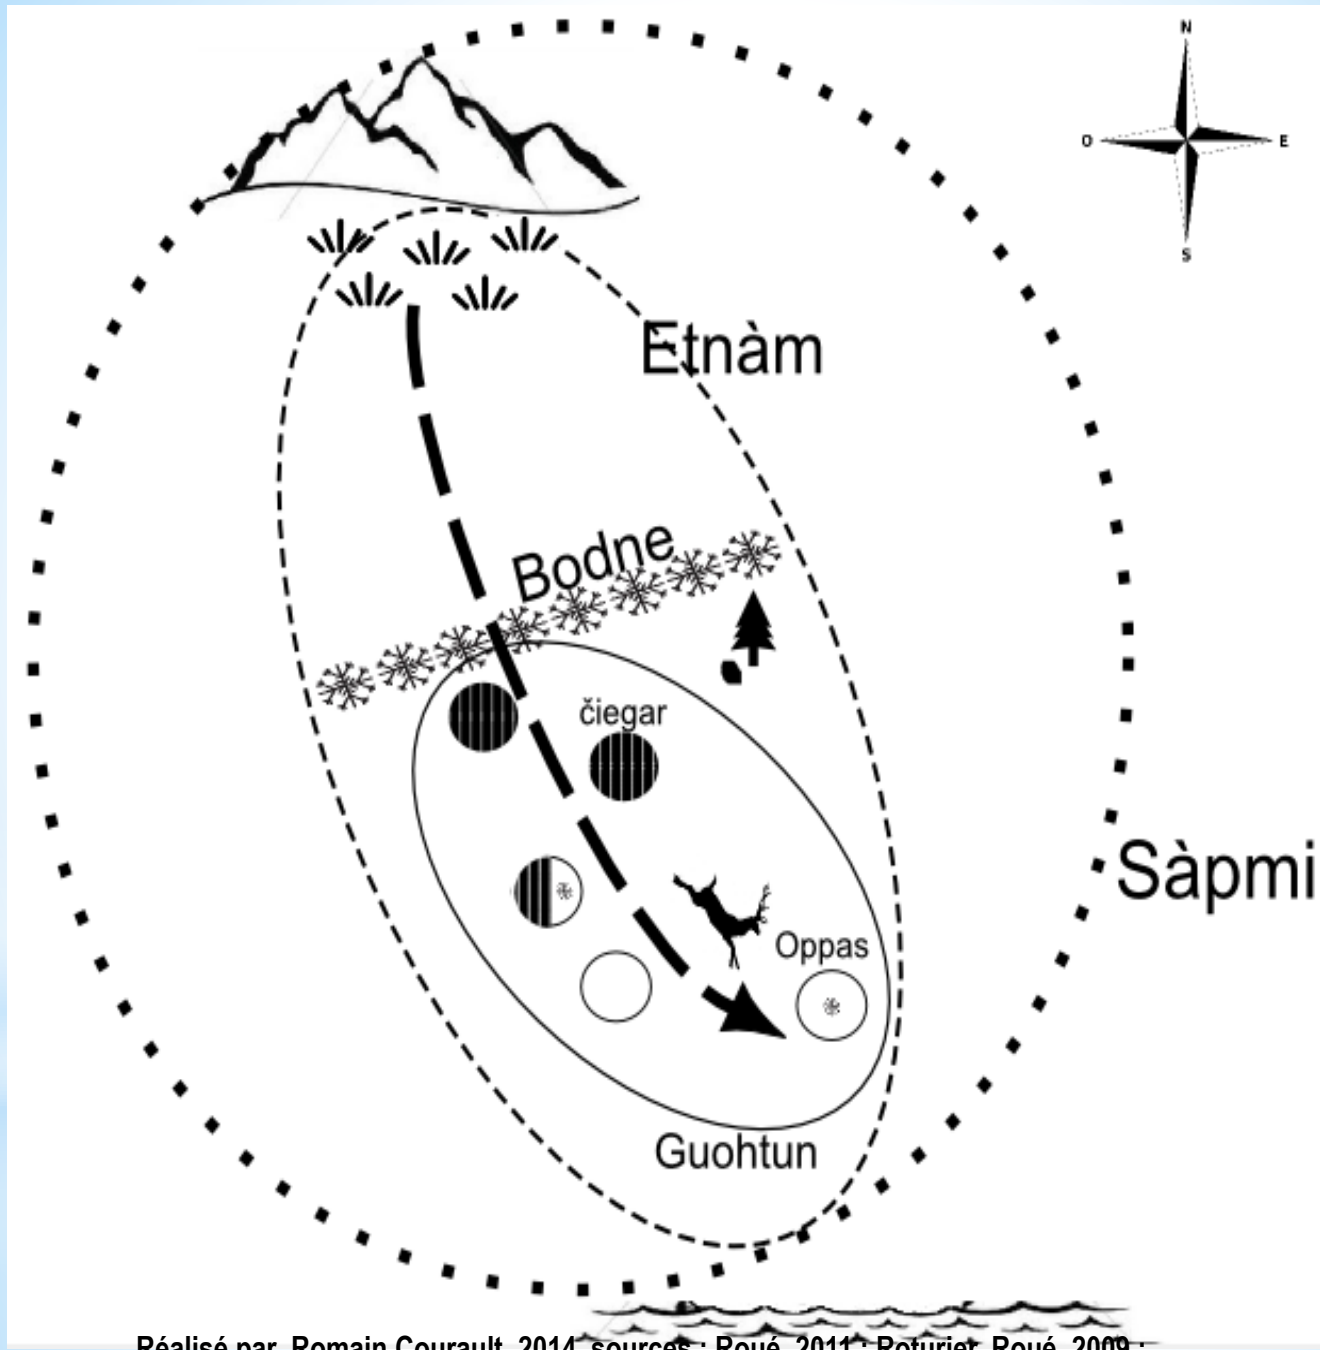 N
O E
S
Etnàm
Bodne
čiegar
Sàpmi
Oppas
Guohtun
Réalisé par Romain Courault, 2014, sources : Roué, 2011 ; Roturier, Roué, 2009 ;